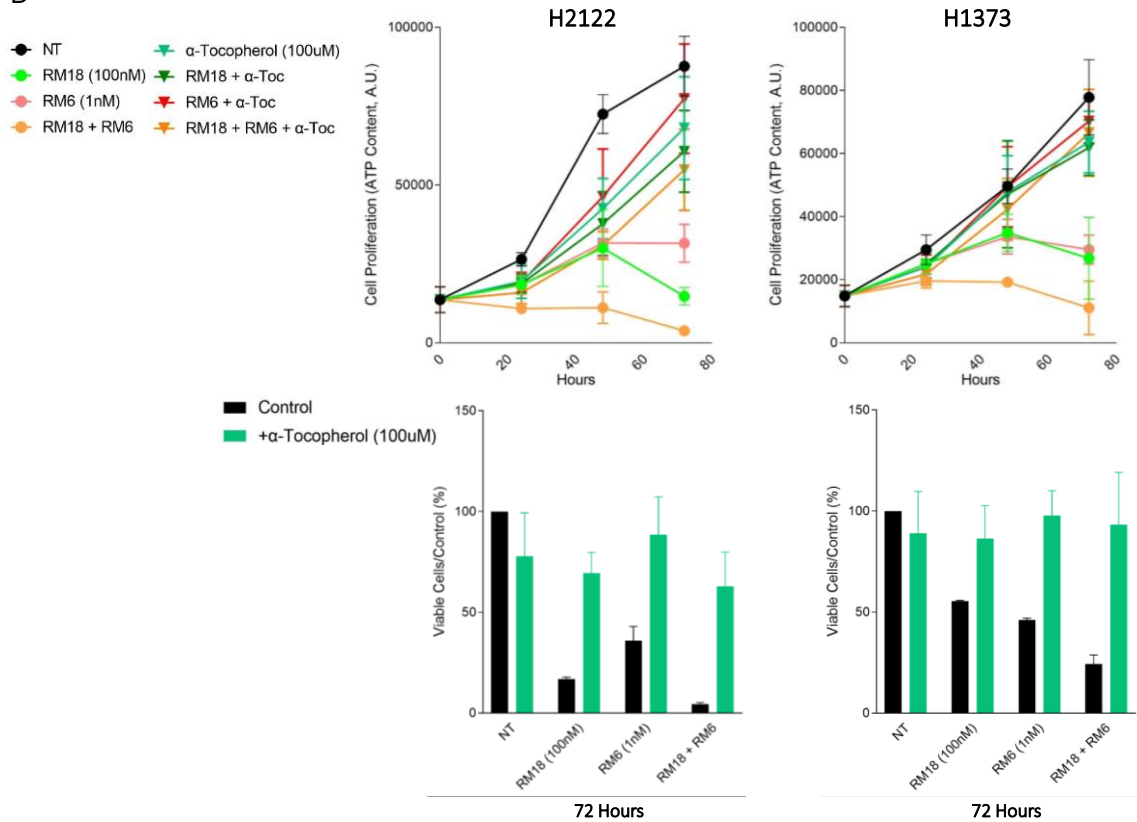 H2122
H1373
NT
RM18 (100nM)
RM6 (1nM)
RM18 + RM6
α-Tocopherol (100uM)
RM18 + α-Toc
RM6 + α-Toc
RM18 + RM6 + α-Toc
Cell Proliferation (ATP Content, A.U.)
100000
50000
0
0
20
40
60
80
Hours
Cell Proliferation (ATP Content, A.U.)
100000
80000
60000
40000
20000
0
0
20
40
60
80
Hours
Control
+α-Tocopherol (100uM)
Viable Cells/Control (%)
150
100
50
0
NT
RM18 (100nM)
RM6 (1nM)
RM18 + RM6
72 Hours
Viable Cells/Control (%)
150
100
50
0
NT
RM18 (100nM)
RM6 (1nM)
RM18 + RM6
72 Hours